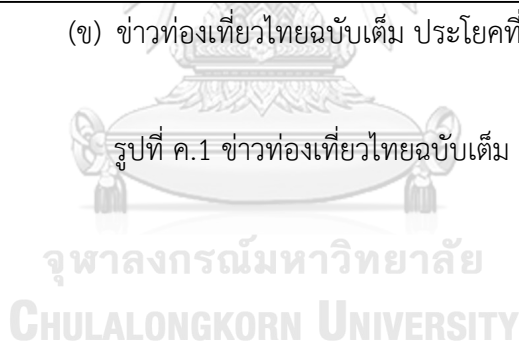 (ข) ข่าวท่องเที่ยวไทยฉบับเต็ม ประโยคที่
รูปที่ ค.1 ข่าวท่องเที่ยวไทยฉบับเต็ม
จุฬาลงกรณ์มหาวิทยาลัย
CHULALONGKORN UNIVERSITY